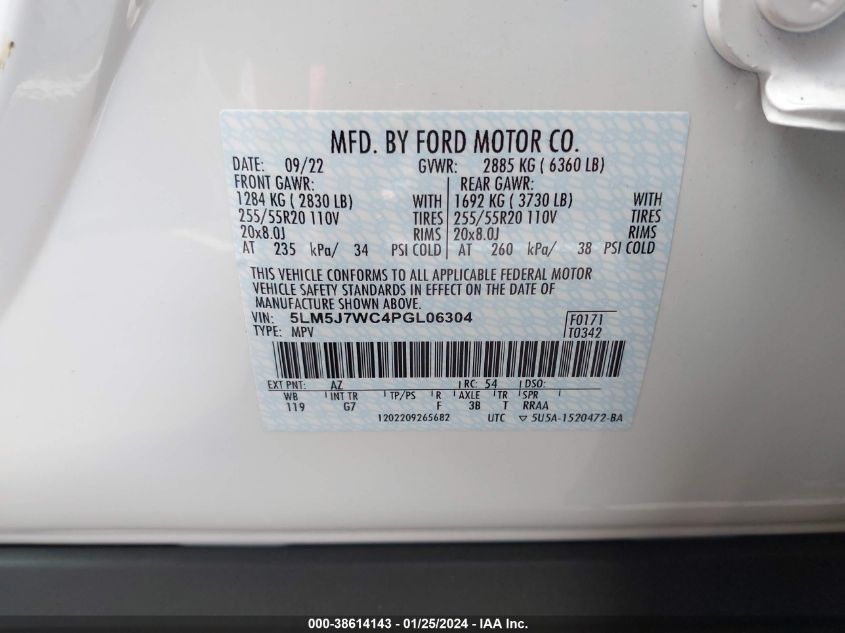 MFD. BY FORD MOTOR CO.
DATE: 09/22 GVWR: 2885 KG ( 6360 LB)
FRONT GAWR: REAR GAWR:
1284 KG ( 2830 LB) WITH 1692 KG ( 3730 LB) WITH
255/55R20 110V TIRES 255/55R20 110V TIRES
20x8.0J RIMS 20x8.0J RIMS
AT 235 kPa/ 34 PSI COLD AT 260 kPa/ 38 PSI COLD
THIS VEHICLE CONFORMS TO ALL APPLICABLE FEDERAL MOTOR
VEHICLE SAFETY STANDARDS IN EFFECT ON THE DATE OF
MANUFACTURE SHOWN ABOVE.
VIN: 5LM5J7WC4PGL06304 F0171
TYPE: MPV T0342
EXT PNT: AZ RC: 54 DSO:
WB INT TR TP/PS R AXLE TR SPR
119 G7 F 3B T RRAA
1202209265682 UTC ▽ 5U5A-1520472-BA
000-38614143 - 01/25/2024 - IAA Inc.